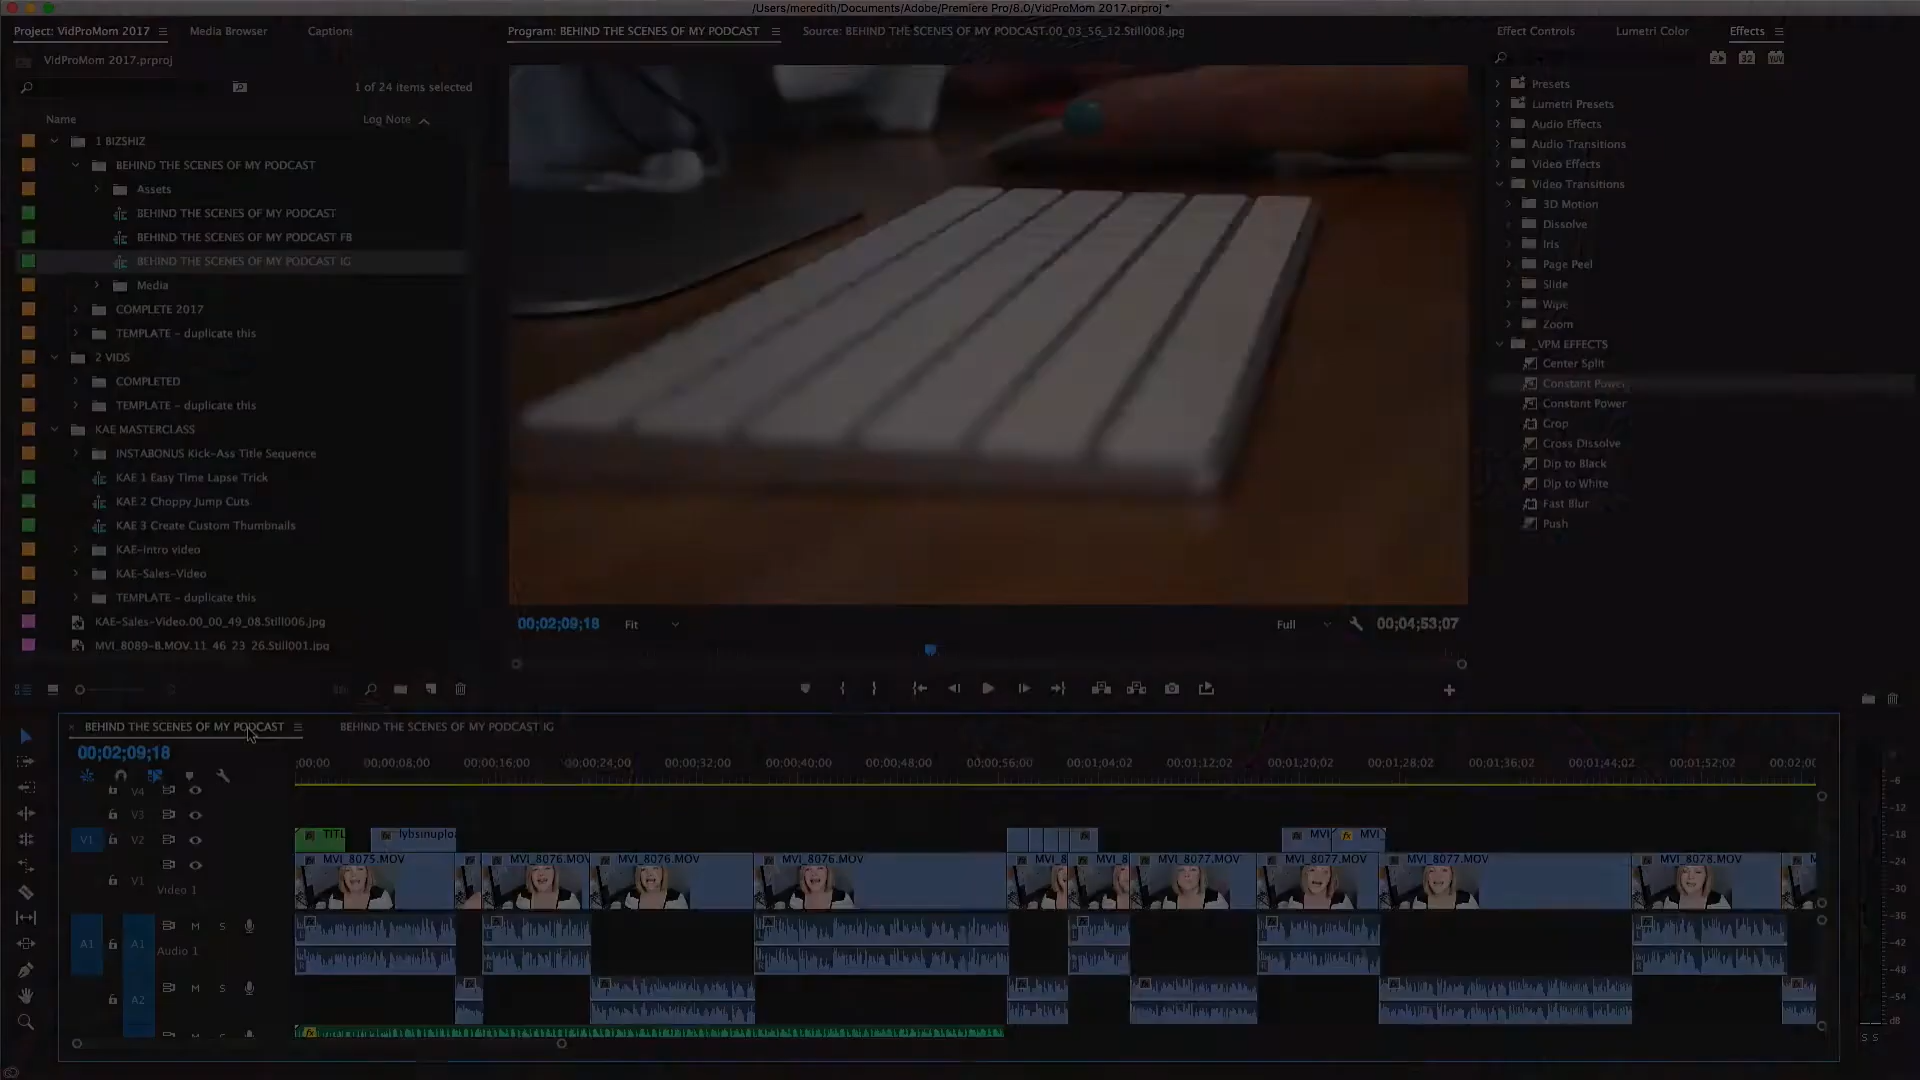 /Users/meredith/Documents/Adobe/Premiere Pro/8.0/VidProMom 2017.prproj *
Project: VidProMom 2017
Media Browser
Captions
Program: BEHIND THE SCENES OF MY PODCAST
Source: BEHIND THE SCENES OF MY PODCAST.00_03_56_12.Still008.jpg
Effect Controls
Lumetri Color
Effects
VidProMom 2017.prproj
1 of 24 items selected
Name
Log Note
1 BIZSHIZ
BEHIND THE SCENES OF MY PODCAST
Assets
BEHIND THE SCENES OF MY PODCAST
BEHIND THE SCENES OF MY PODCAST FB
BEHIND THE SCENES OF MY PODCAST IG
Media
COMPLETE 2017
TEMPLATE - duplicate this
2 VIDS
COMPLETED
TEMPLATE - duplicate this
KAE MASTERCLASS
INSTABONUS Kick-Ass Title Sequence
KAE 1 Easy Time Lapse Trick
KAE 2 Choppy Jump Cuts
KAE 3 Create Custom Thumbnails
KAE-Intro video
KAE-Sales-Video
TEMPLATE - duplicate this
KAE-Sales-Video.00_00_49_08.Still006.jpg
MVI_8089-B.MOV.11_46_23_26.Still001.jpg
Presets
Lumetri Presets
Audio Effects
Audio Transitions
Video Effects
Video Transitions
3D Motion
Dissolve
Iris
Page Peel
Slide
Wipe
Zoom
_VPM EFFECTS
Center Split
Constant Power
Constant Power
Crop
Cross Dissolve
Dip to Black
Dip to White
Fast Blur
Push
00;02;09;18
Fit
Full
00;04;53;07
BEHIND THE SCENES OF MY PODCAST
BEHIND THE SCENES OF MY PODCAST IG
00;02;09;18
;00;00
00;00;08;00
00;00;16;00
00;00;24;00
00;00;32;00
00;00;40;00
00;00;48;00
00;00;56;00
00;01;04;02
00;01;12;02
00;01;20;02
00;01;28;02
00;01;36;02
00;01;44;02
00;01;52;02
00;02;0
V4
V3
V1
V2
TITL
lybsinuplo
MVI
MVI
V1
Video 1
MVI_8075.MOV
MVI_8076.MOV
MVI_8076.MOV
MVI_8076.MOV
MVI_8
MVI_8
MVI_8077.MOV
MVI_8077.MOV
MVI_8077.MOV
MVI_8078.MOV
M
A1
A1
M
S
Audio 1
A2
M
S
L
R
-6
-12
-18
-24
-30
-36
-42
-48
-54
dB
S S